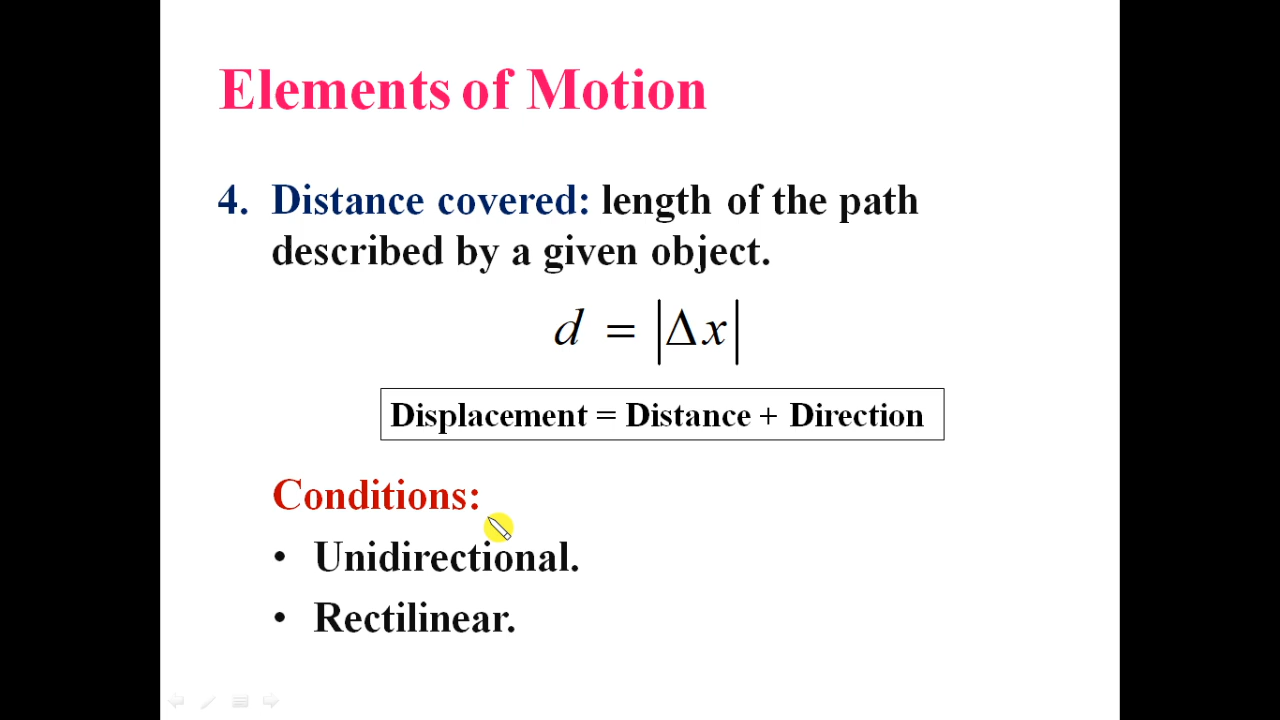 Elements of Motion
4. Distance covered: length of the path
described by a given object.
d = |Δx|
Displacement = Distance + Direction
Conditions:
• Unidirectional.
• Rectilinear.